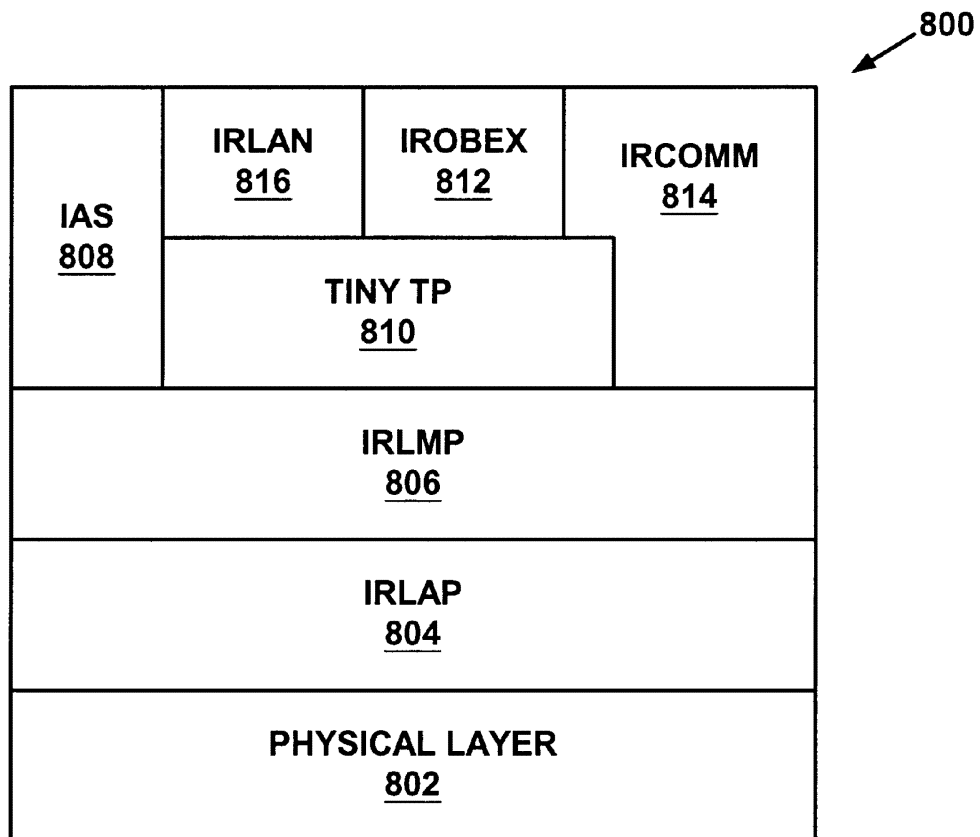 800
IAS
808
IRLAN
816
IROBEX
812
IRCOMM
814
TINY TP
810
IRLMP
806
IRLAP
804
PHYSICAL LAYER
802